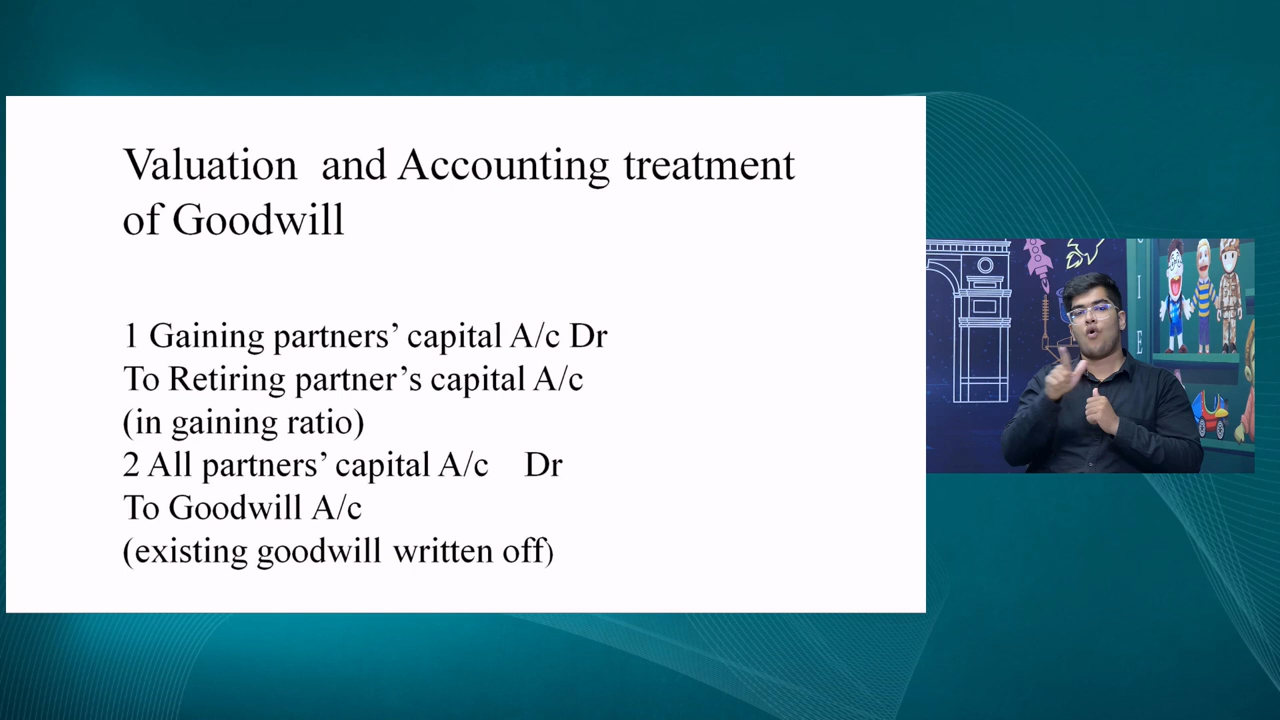 Valuation and Accounting treatment
of Goodwill
1 Gaining partners’ capital A/c Dr
To Retiring partner’s capital A/c
(in gaining ratio)
2 All partners’ capital A/c Dr
To Goodwill A/c
(existing goodwill written off)
I
E